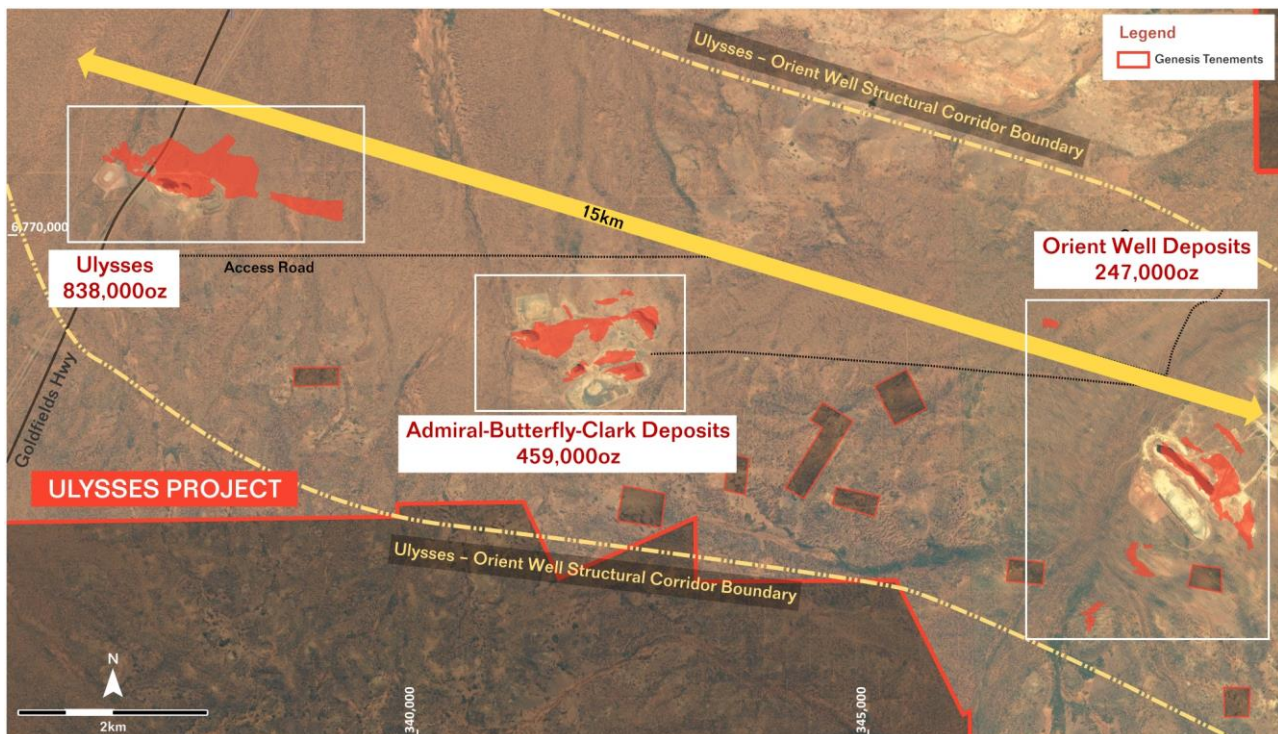 Legend
Genesis Tenements
Ulysses – Orient Well Structural Corridor Boundary
15km
6,770,000
Ulysses
838,000oz
Access Road
Orient Well Deposits
247,000oz
Goldfields Hwy
Admiral-Butterfly-Clark Deposits
459,000oz
ULYSSES PROJECT
Ulysses – Orient Well Structural Corridor Boundary
N
2km
340,000
345,000